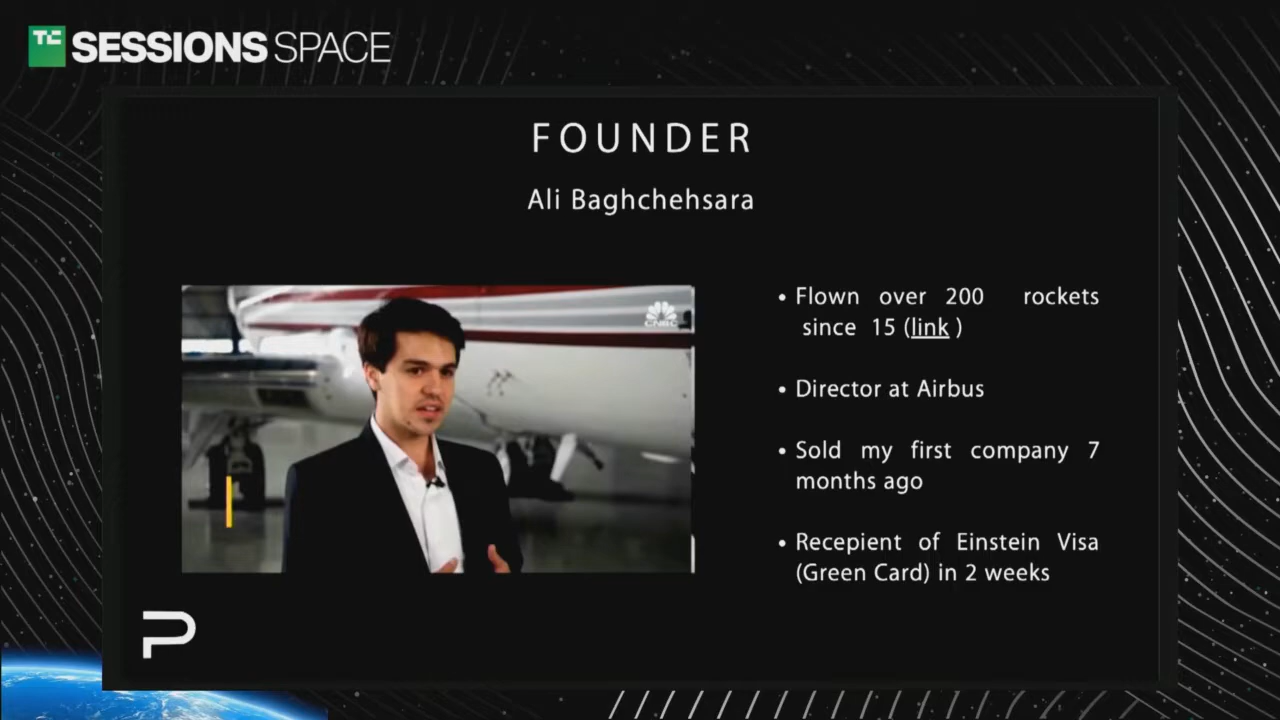 TC SESSIONS SPACE
FOUNDER
Ali Baghchehsara
CNBC
• Flown over 200 rockets
since 15 (link )
• Director at Airbus
• Sold my first company 7
months ago
• Recepient of Einstein Visa
(Green Card) in 2 weeks
P